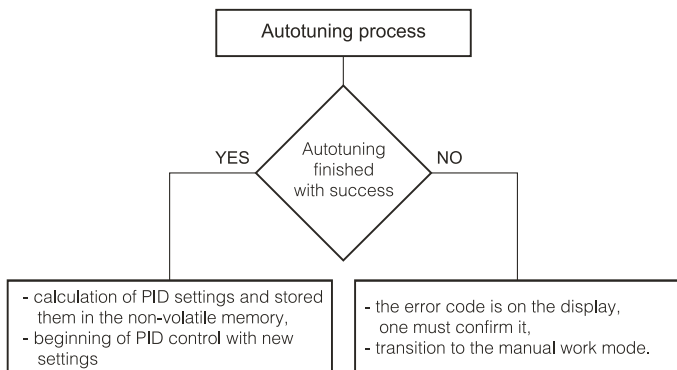 Autotuning process
Autotuning
finished
with success
YES
NO
- calculation of PID settings and stored
them in the non-volatile memory,
- beginning of PID control with new
settings
- the error code is on the display,
one must confirm it,
- transition to the manual work mode.